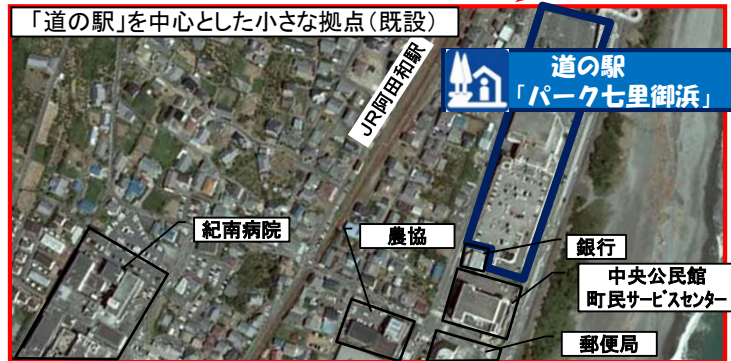 「道の駅」を中心とした小さな拠点(既設)
JR阿田和駅
道の駅
「パーク七里御浜」
紀南病院
農協
銀行
中央公民館
町民サービスセンター
郵便局